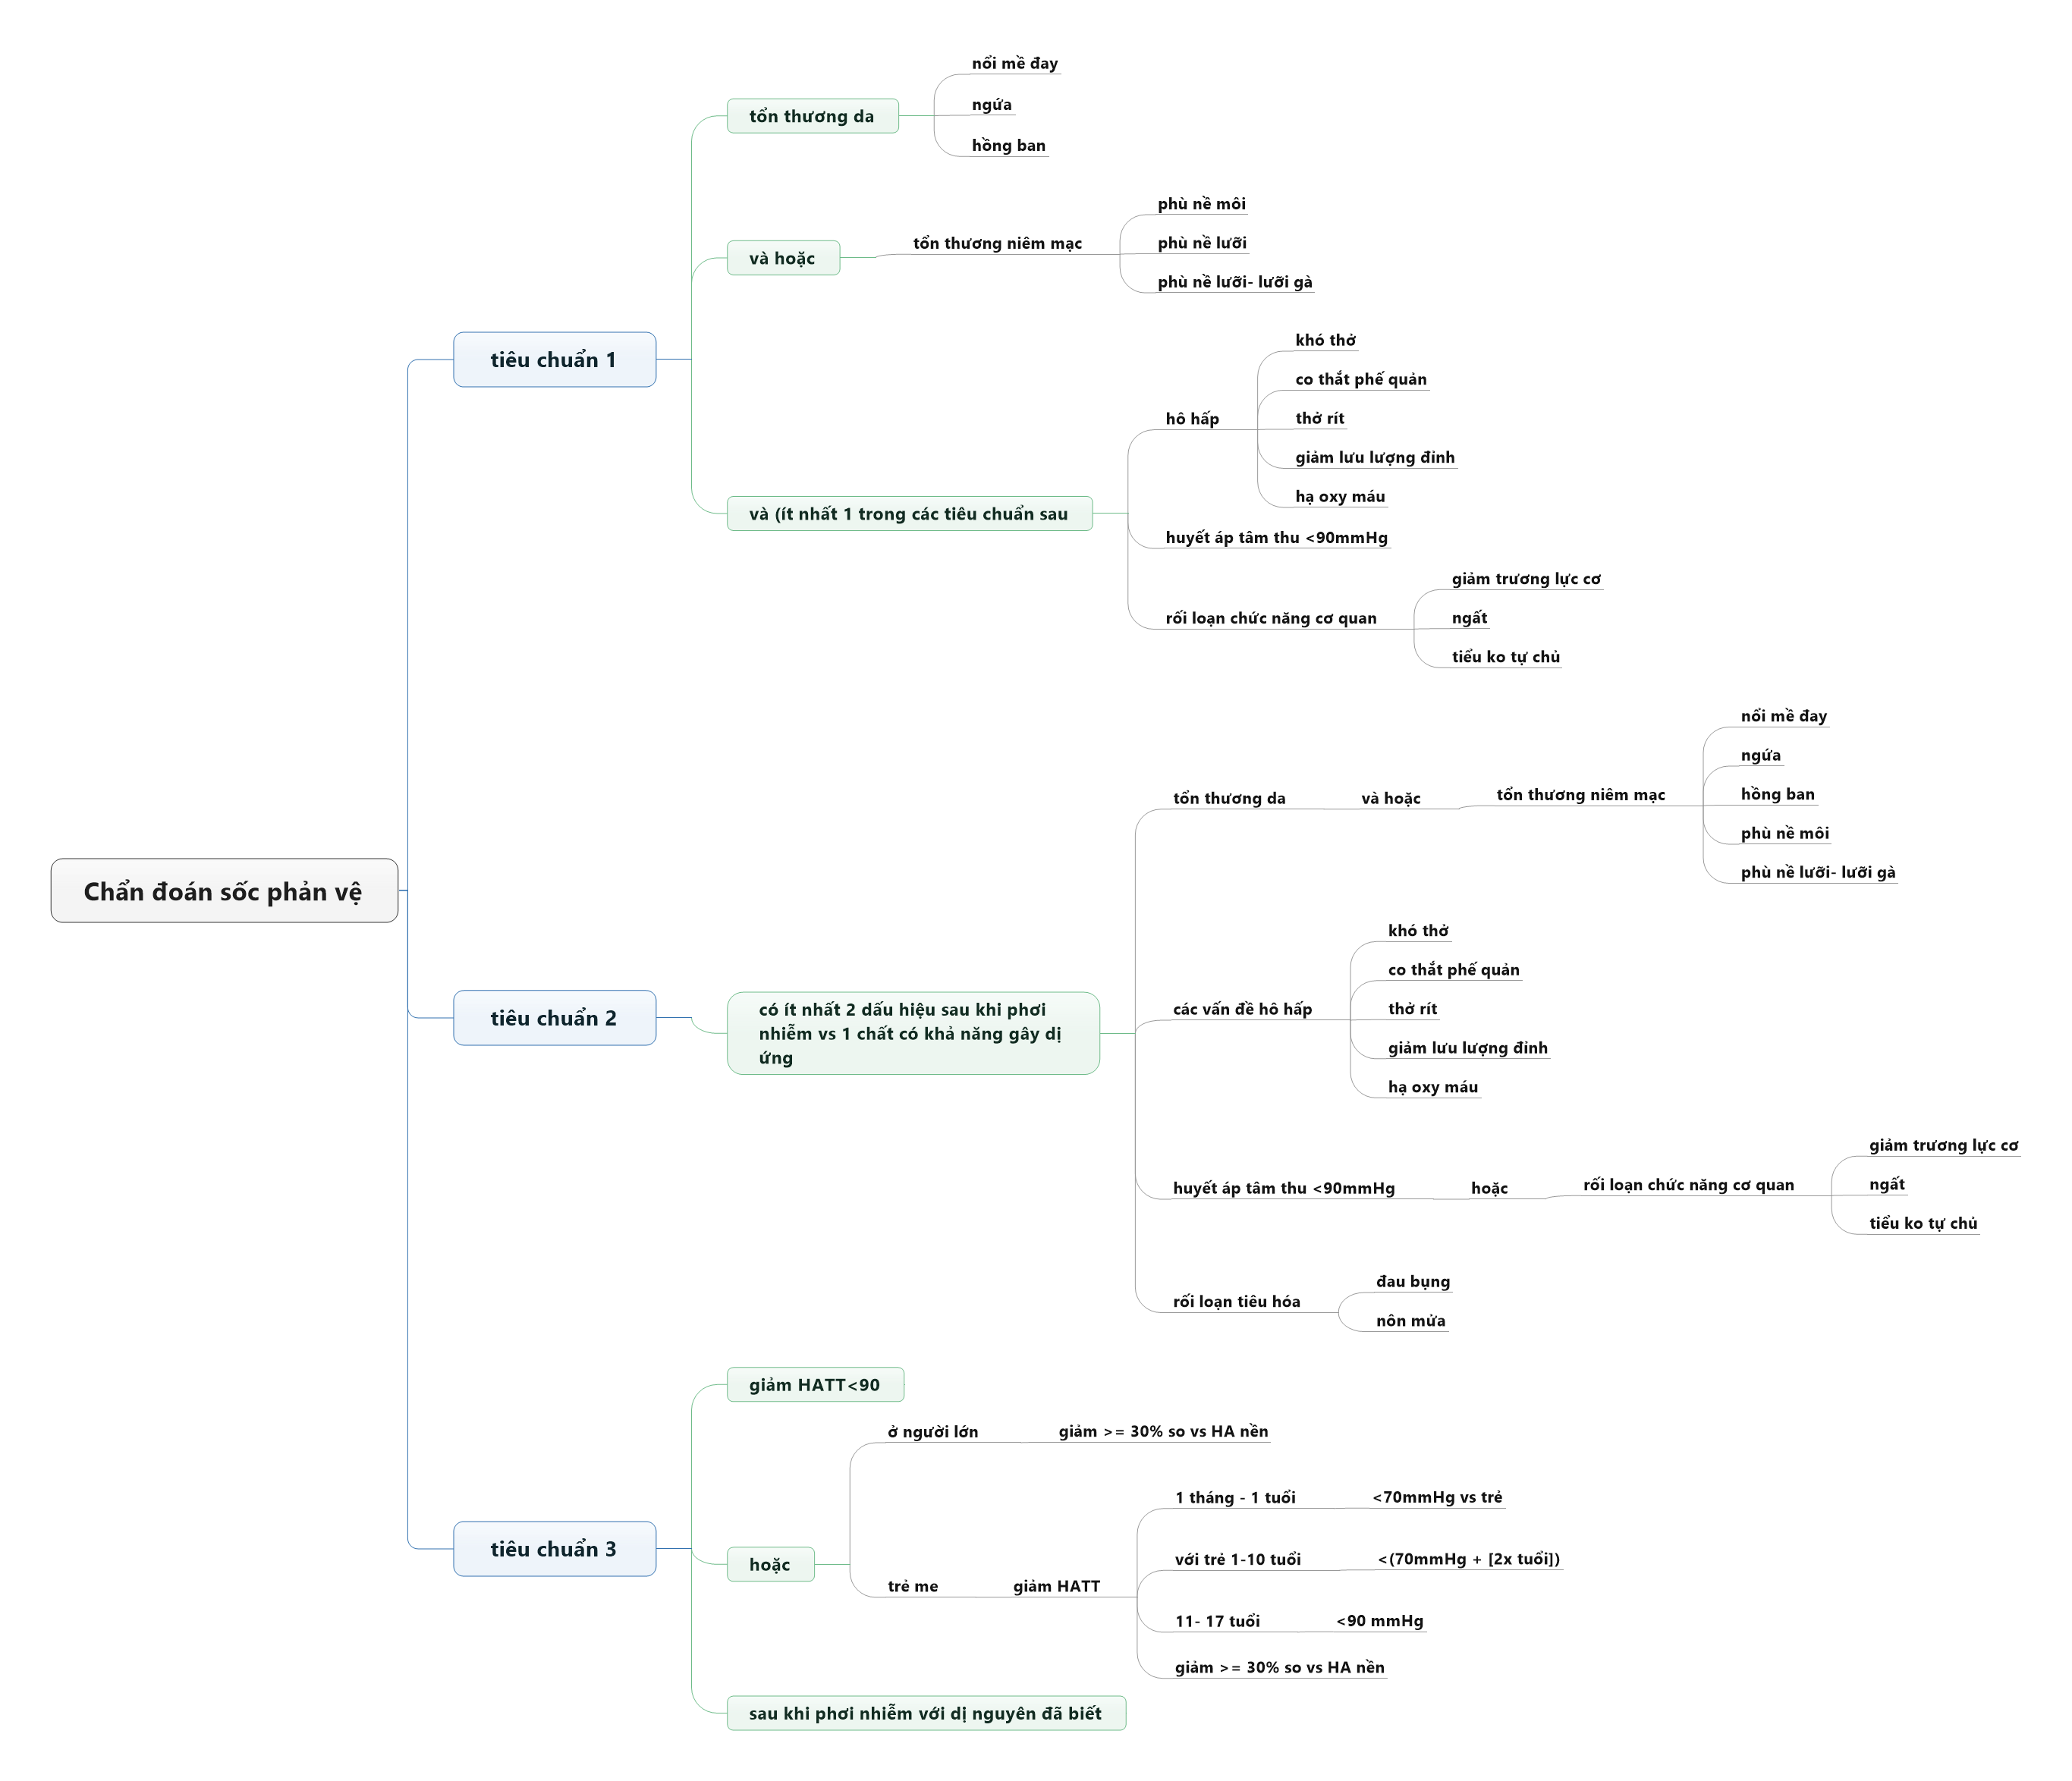 Chẩn đoán sốc phản vệ
tiêu chuẩn 1
tổn thương da
nổi mề đay
ngứa
hồng ban
và hoặc
tổn thương niêm mạc
phù nề môi
phù nề lưỡi
phù nề lưỡi- lưỡi gà
và (ít nhất 1 trong các tiêu chuẩn sau
hô hấp
khó thở
co thắt phế quản
thở rít
giảm lưu lượng đỉnh
hạ oxy máu
huyết áp tâm thu <90mmHg
rối loạn chức năng cơ quan
giảm trương lực cơ
ngất
tiểu ko tự chủ
tiêu chuẩn 2
có ít nhất 2 dấu hiệu sau khi phơi
nhiễm vs 1 chất có khả năng gây dị
ứng
tổn thương da
và hoặc
tổn thương niêm mạc
nổi mề đay
ngứa
hồng ban
phù nề môi
phù nề lưỡi- lưỡi gà
các vấn đề hô hấp
khó thở
co thắt phế quản
thở rít
giảm lưu lượng đỉnh
hạ oxy máu
huyết áp tâm thu <90mmHg
hoặc
rối loạn chức năng cơ quan
giảm trương lực cơ
ngất
tiểu ko tự chủ
rối loạn tiêu hóa
đau bụng
nôn mửa
tiêu chuẩn 3
giảm HATT<90
hoặc
ở người lớn
giảm >= 30% so vs HA nền
trẻ me
giảm HATT
1 tháng - 1 tuổi
<70mmHg vs trẻ
với trẻ 1-10 tuổi
<(70mmHg + [2x tuổi])
11- 17 tuổi
<90 mmHg
giảm >= 30% so vs HA nền
sau khi phơi nhiễm với dị nguyên đã biết